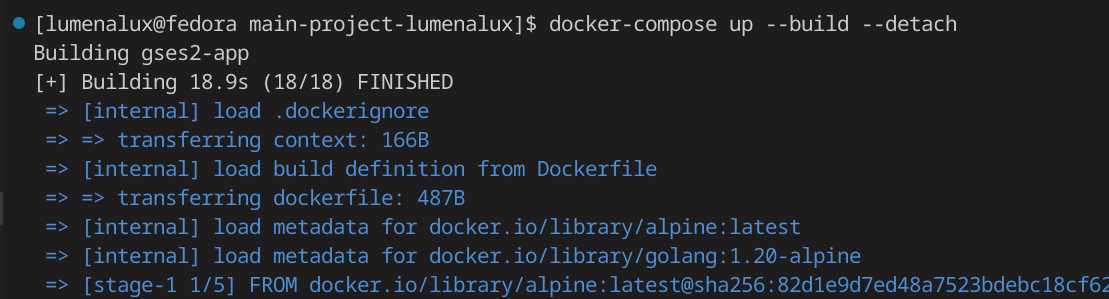 [lumenalux@fedora main-project-lumenalux]$ docker-compose up --build --detach
Building gses2-app
[+] Building 18.9s (18/18) FINISHED
=> [internal] load .dockerignore
=> => transferring context: 166B
=> [internal] load build definition from Dockerfile
=> => transferring dockerfile: 487B
=> [internal] load metadata for docker.io/library/alpine:latest
=> [internal] load metadata for docker.io/library/golang:1.20-alpine
=> [stage-1 1/5] FROM docker.io/library/alpine:latest@sha256:82d1e9d7ed48a7523bdebc18cf62